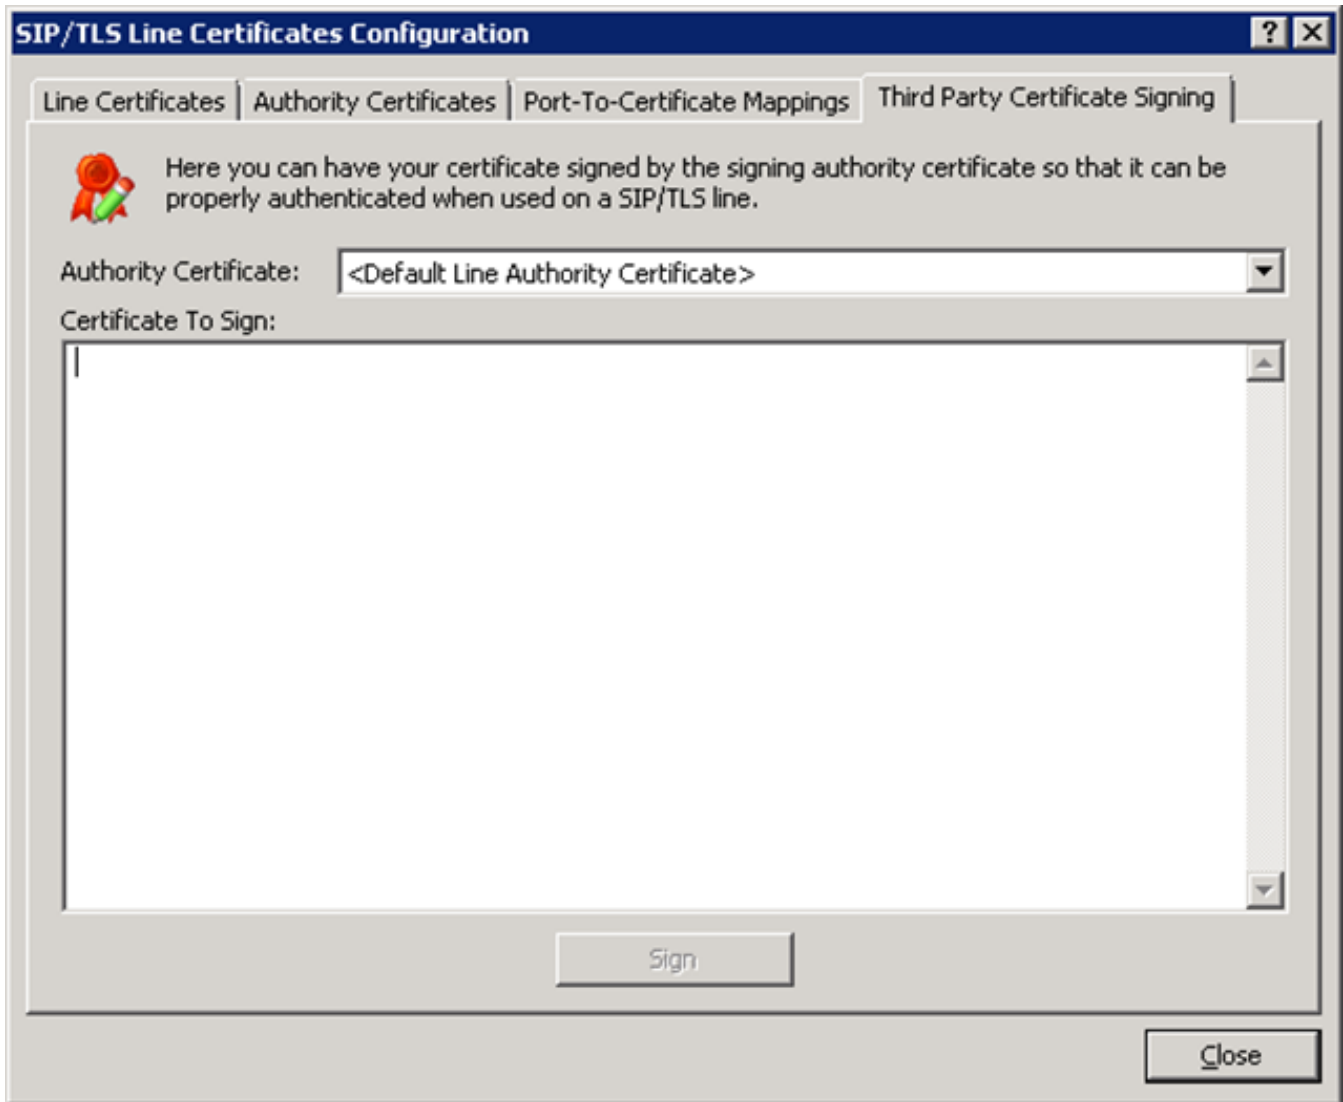 SIP/TLS Line Certificates Configuration
?
Line Certificates
Authority Certificates
Port-To-Certificate Mappings
Third Party Certificate Signing
Here you can have your certificate signed by the signing authority certificate so that it can be
properly authenticated when used on a SIP/TLS line.
Authority Certificate:
<Default Line Authority Certificate>
Certificate To Sign:
Sign
Close